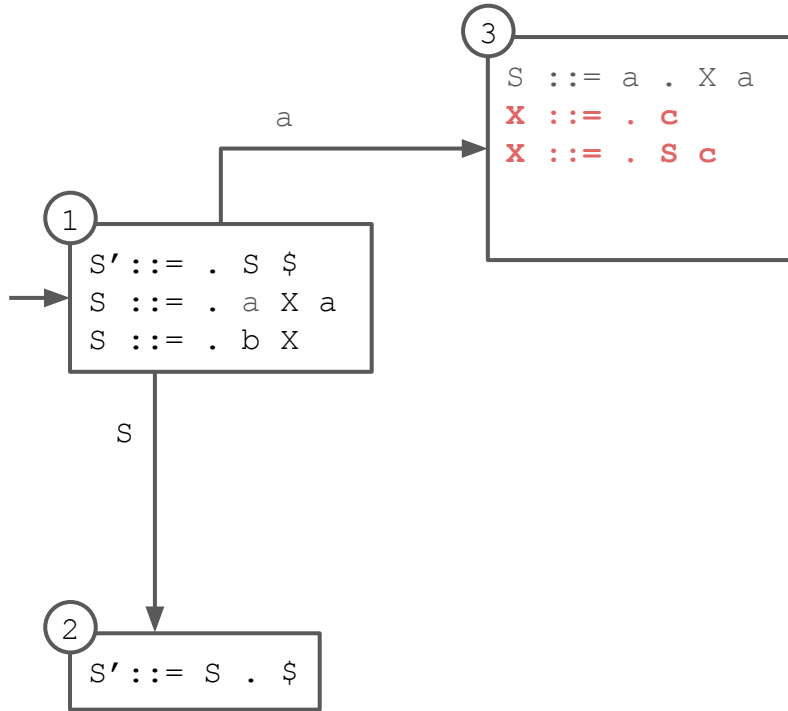 3
S ::= a . X a
X ::= . c
X ::= . S c
a
1
S′::= . S $
S ::= . a X a
S ::= . b X
S
2
S′::= S . $